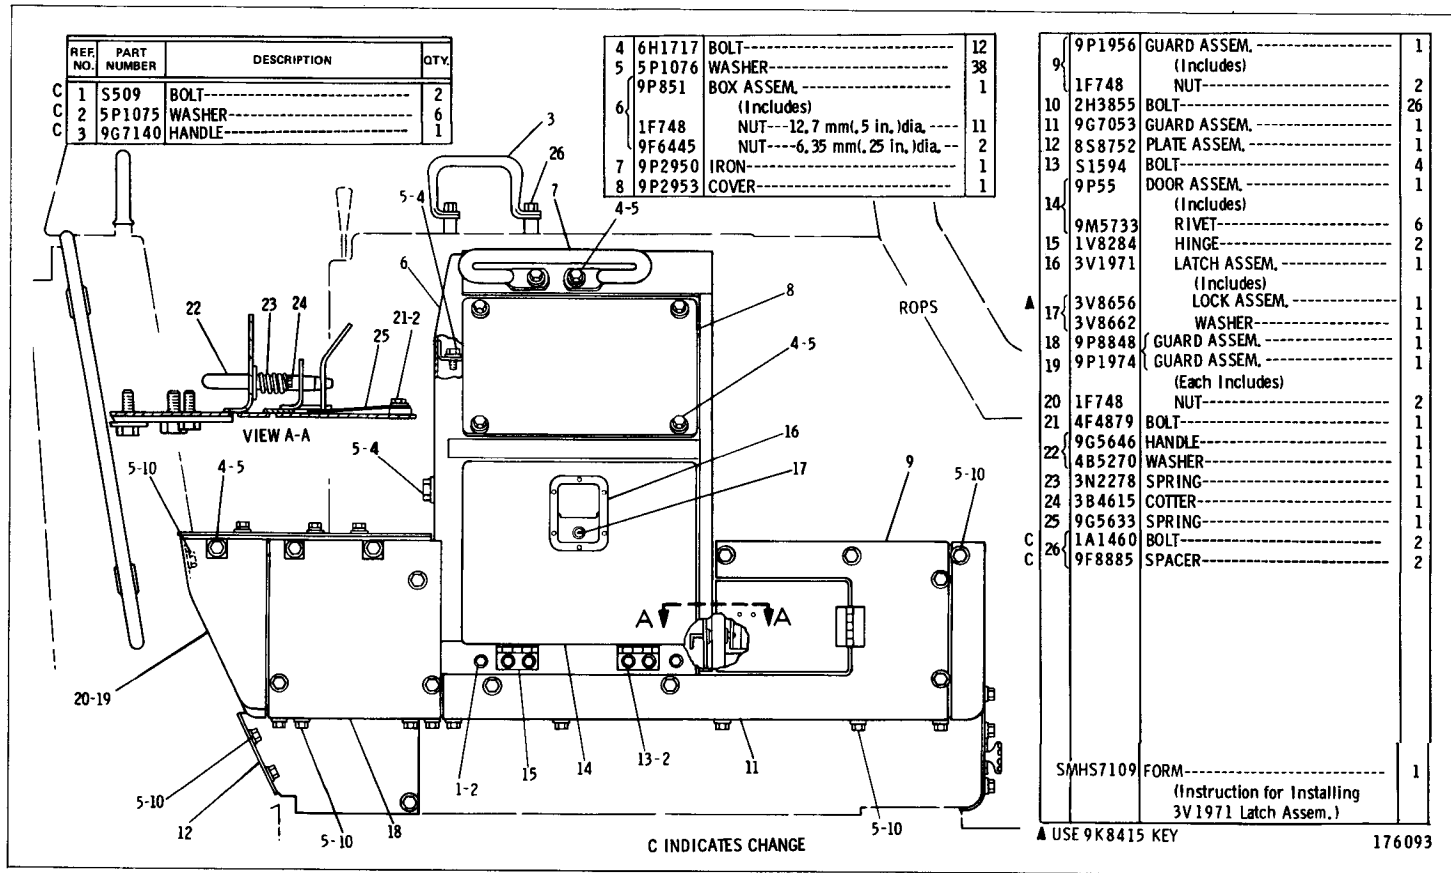 REF. NO. PART NUMBER DESCRIPTION QTY.
C 1 S509 BOLT 2
C 2 5P1075 WASHER 6
C 3 9G7140 HANDLE 1
4 6H1717 BOLT 12
5 5P1076 WASHER 38
6 9P851 BOX ASSEM. 1
(Includes)
1F748 NUT---12.7 mm(.5 in.)dia. 11
9F6445 NUT----6.35 mm(.25 in.)dia. 2
7 9P2950 IRON 1
8 9P2953 COVER 1
9 9P1956 GUARD ASSEM. 1
(Includes)
1F748 NUT 2
10 2H3855 BOLT 26
11 9G7053 GUARD ASSEM. 1
12 8S8752 PLATE ASSEM. 1
13 S1594 BOLT 4
14 9P55 DOOR ASSEM. 1
(Includes)
9M5733 RIVET 6
15 1V8284 HINGE 2
16 3V1971 LATCH ASSEM. 1
(Includes)
▲ 17 3V8656 LOCK ASSEM. 1
3V8662 WASHER 1
18 9P8848 GUARD ASSEM. 1
19 9P1974 GUARD ASSEM. 1
(Each Includes)
20 1F748 NUT 2
21 4F4879 BOLT 1
22 9G5646 HANDLE 1
4B5270 WASHER 1
23 3N2278 SPRING 1
24 3B4615 COTTER 1
25 9G5633 SPRING 1
C 26 1A1460 BOLT 2
C 9F8885 SPACER 2
SMHS7109 FORM 1
(Instruction for Installing
3V1971 Latch Assem.)
▲ USE 9K8415 KEY
176093
3
26
7
5-4
4-5
6
8
ROPS
22
23
24
21-2
25
4-5
VIEW A-A
5-4
16
17
5-10
4-5
9
5-10
A
A
20-19
5-10
12
5-10
18
1-2
15
14
13-2
11
5-10
C INDICATES CHANGE